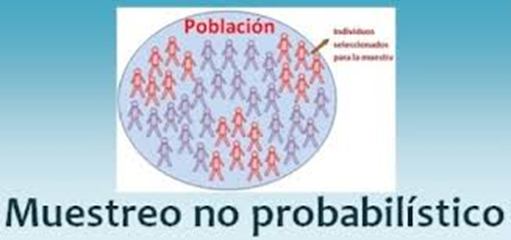 Población
Individuos
seleccionados
para la muestra
Muestreo no probabilístico